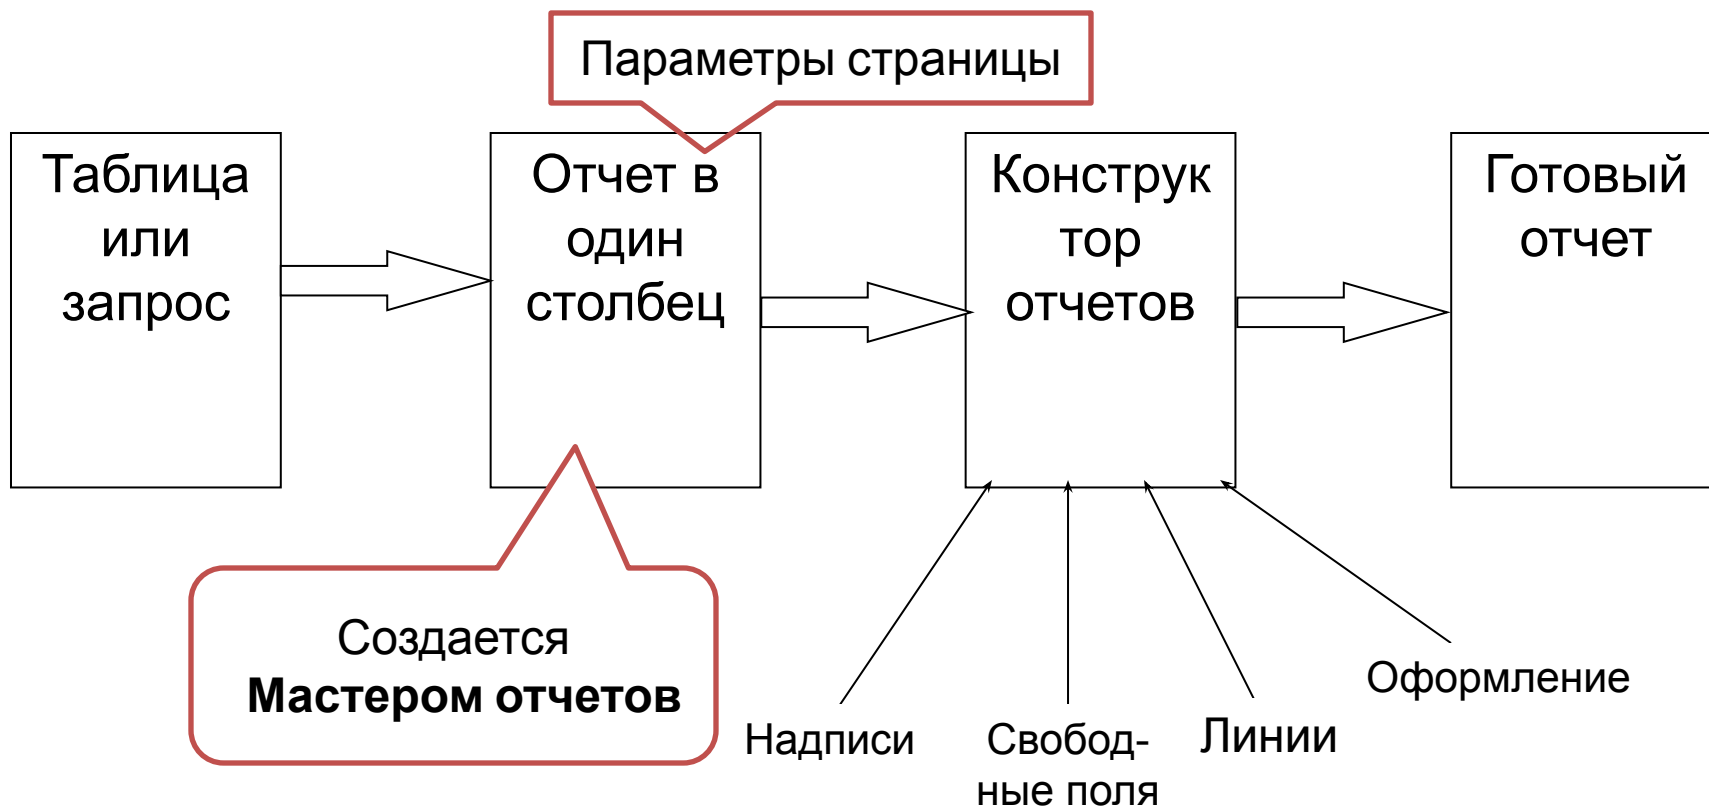 Параметры страницы
Таблица
или
запрос
Отчет в
один
столбец
Конструк
тор
отчетов
Готовый
отчет
Создается
Мастером отчетов
Надписи
Свобод-
ные поля
Линии
Оформление